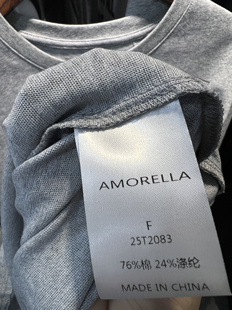 AMORELLA
F
25T2083
76%棉 24%涤纶
MADE IN CHINA